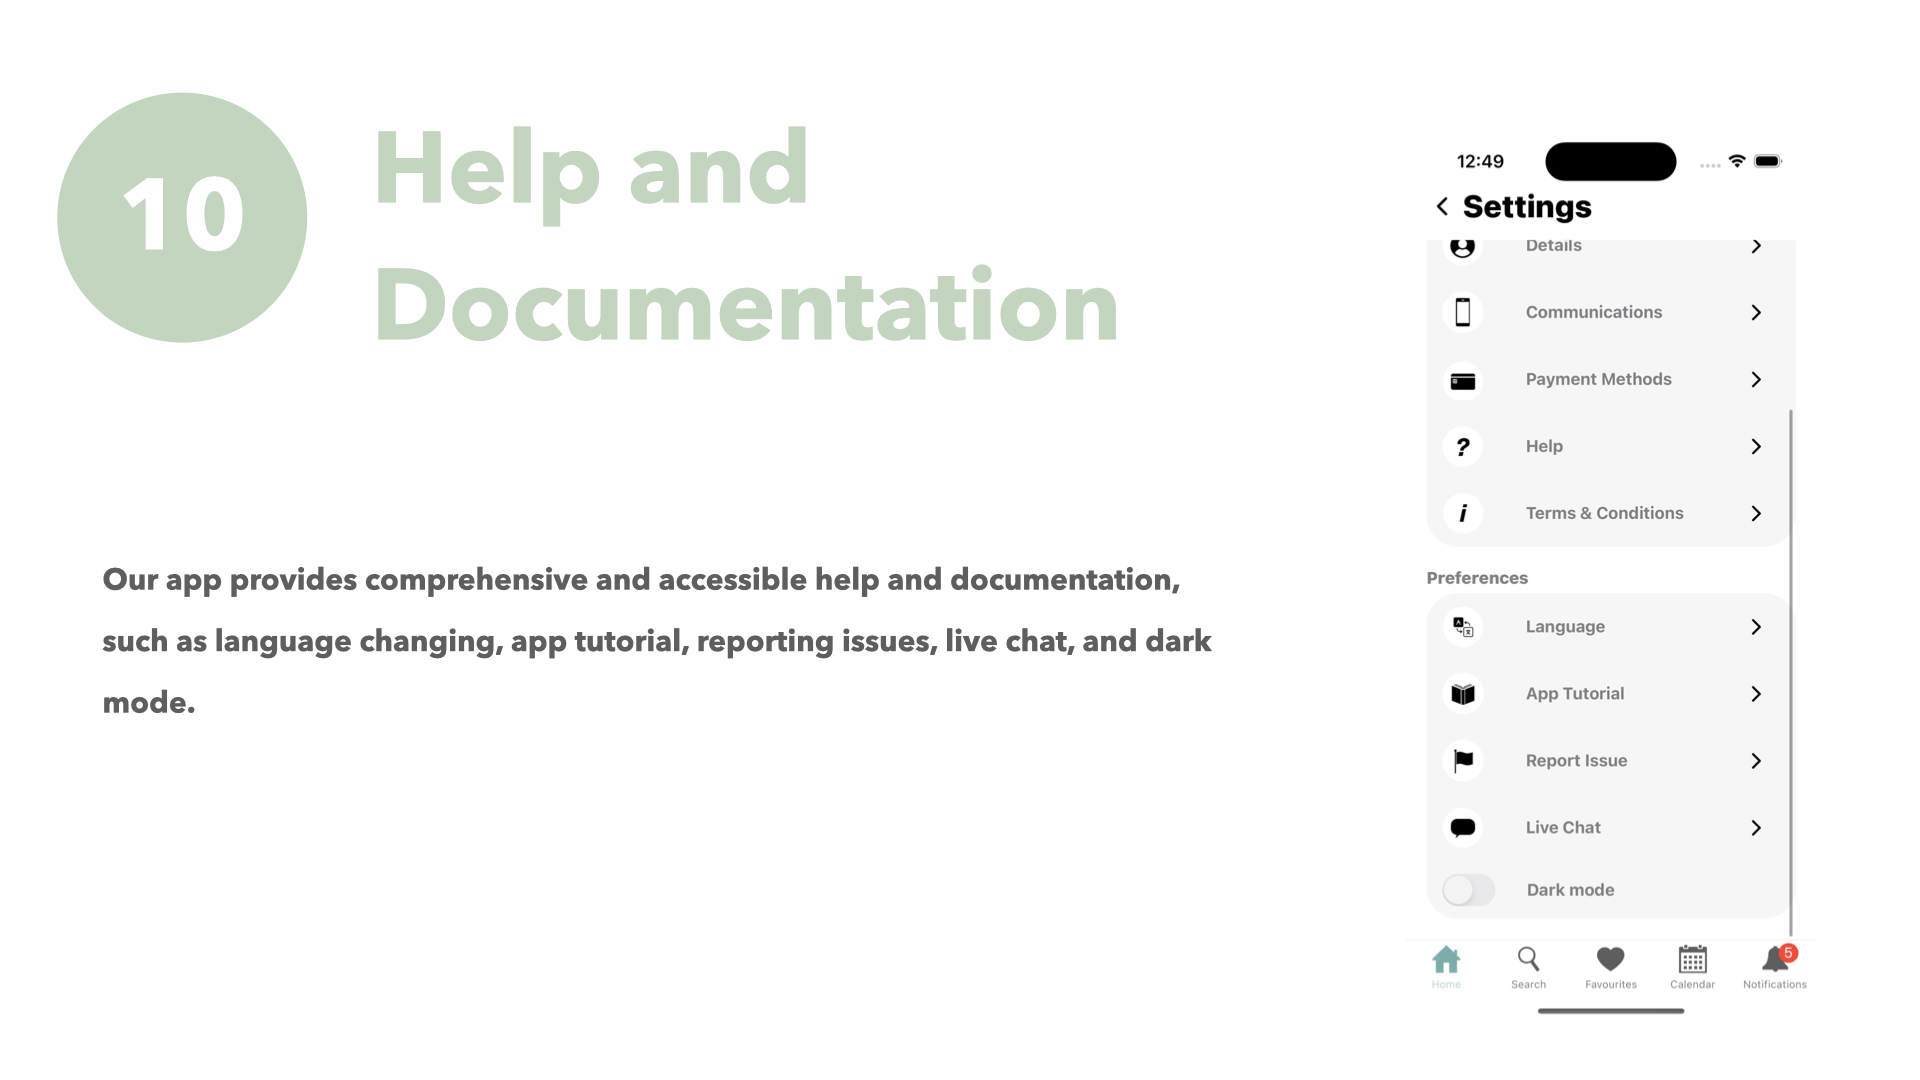 10
Help and
Documentation
Our app provides comprehensive and accessible help and documentation,
such as language changing, app tutorial, reporting issues, live chat, and dark
mode.
12:49
Settings
Details
Communications
Payment Methods
? Help
i Terms & Conditions
Preferences
Language
App Tutorial
Report Issue
Live Chat
Dark mode
5
Home Search Favourites Calendar Notifications